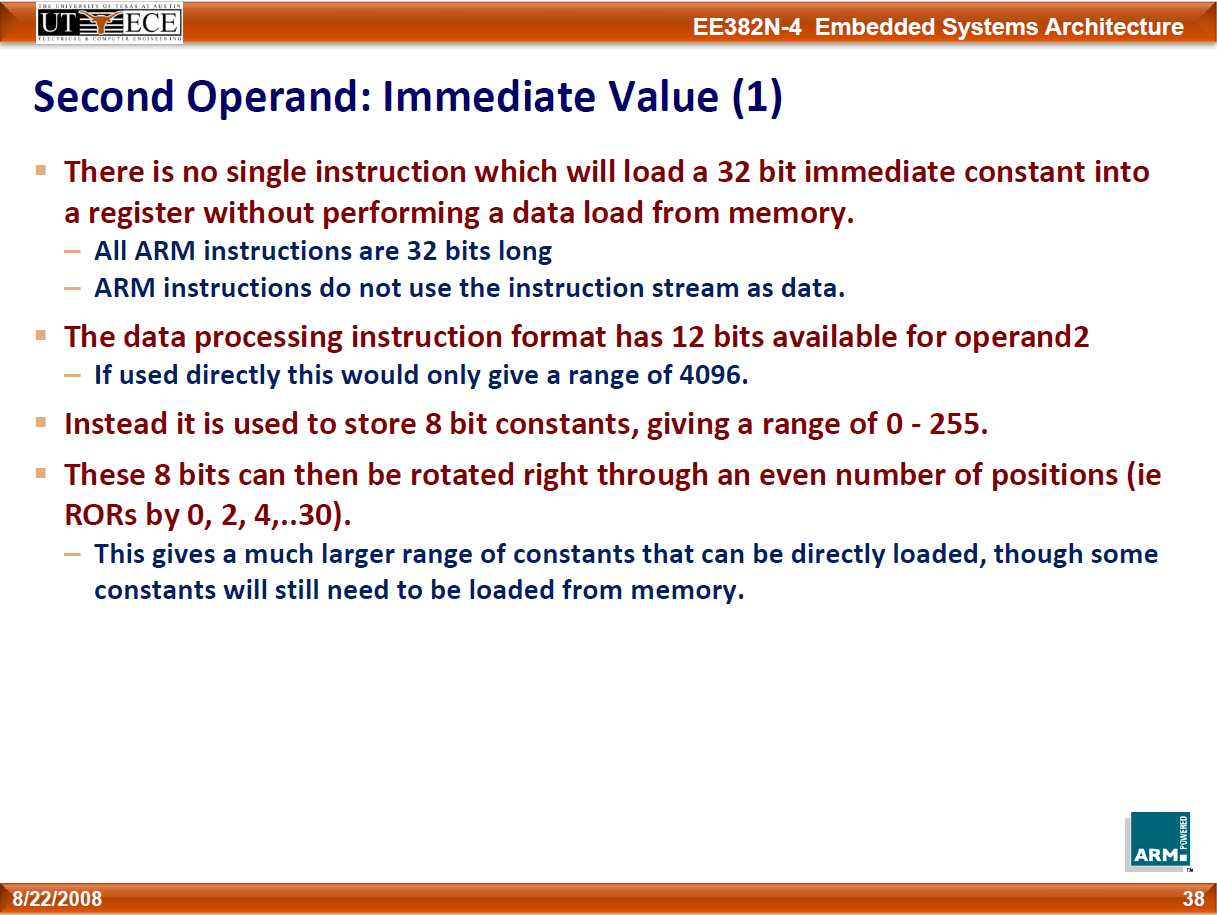 THE UNIVERSITY OF TEXAS AT AUSTIN
UT ECE
ELECTRICAL & COMPUTER ENGINEERING
EE382N-4 Embedded Systems Architecture
Second Operand: Immediate Value (1)
There is no single instruction which will load a 32 bit immediate constant into
a register without performing a data load from memory.
– All ARM instructions are 32 bits long
– ARM instructions do not use the instruction stream as data.
The data processing instruction format has 12 bits available for operand2
– If used directly this would only give a range of 4096.
Instead it is used to store 8 bit constants, giving a range of 0 - 255.
These 8 bits can then be rotated right through an even number of positions (ie
RORs by 0, 2, 4,..30).
– This gives a much larger range of constants that can be directly loaded, though some
constants will still need to be loaded from memory.
ARM POWERED
TM
8/22/2008
38